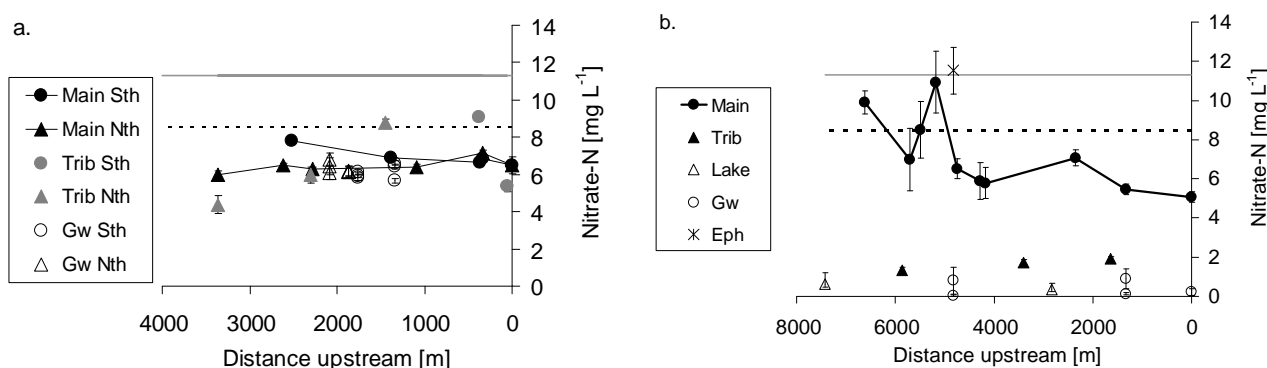 a.
Main Sth
Main Nth
Trib Sth
Trib Nth
Gw Sth
Gw Nth
14
12
10
8
6
4
2
0
Nitrate-N [mg L⁻¹]
4000 3000 2000 1000 0
Distance upstream [m]
b.
Main
Trib
Lake
Gw
Eph
14
12
10
8
6
4
2
0
Nitrate-N [mg L⁻¹]
8000 6000 4000 2000 0
Distance upstream [m]